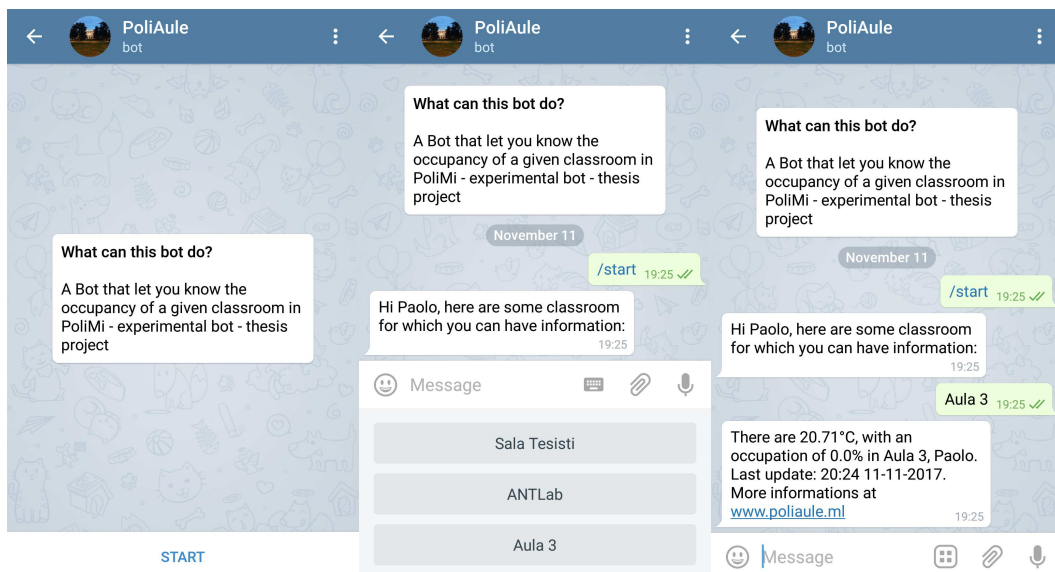 PoliAule
bot
What can this bot do?
A Bot that let you know the
occupancy of a given classroom in
PoliMi - experimental bot - thesis
project
START
PoliAule
bot
What can this bot do?
A Bot that let you know the
occupancy of a given classroom in
PoliMi - experimental bot - thesis
project
November 11
/start 19:25
Hi Paolo, here are some classroom
for which you can have information:
19:25
Message
Sala Tesisti
ANTLab
Aula 3
PoliAule
bot
What can this bot do?
A Bot that let you know the
occupancy of a given classroom in
PoliMi - experimental bot - thesis
project
November 11
/start 19:25
Hi Paolo, here are some classroom
for which you can have information:
19:25
Aula 3 19:25
There are 20.71°C, with an
occupation of 0.0% in Aula 3, Paolo.
Last update: 20:24 11-11-2017.
More informations at
www.poliaule.ml 19:25
Message